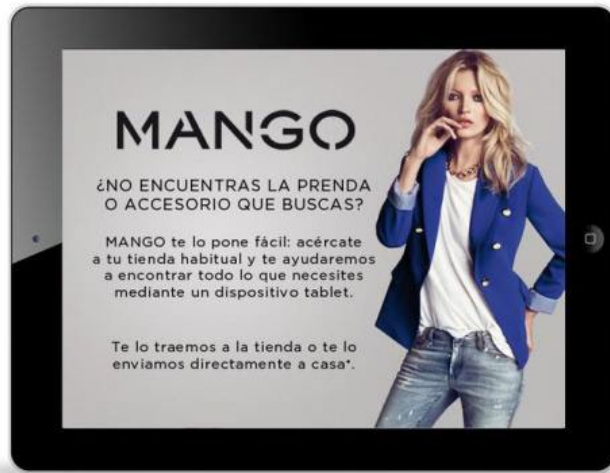 MANGO
¿NO ENCUENTRAS LA PRENDA
O ACCESORIO QUE BUSCAS?
MANGO te lo pone fácil: acércate
a tu tienda habitual y te ayudaremos
a encontrar todo lo que necesites
mediante un dispositivo tablet.
Te lo traemos a la tienda o te lo
enviamos directamente a casa*.